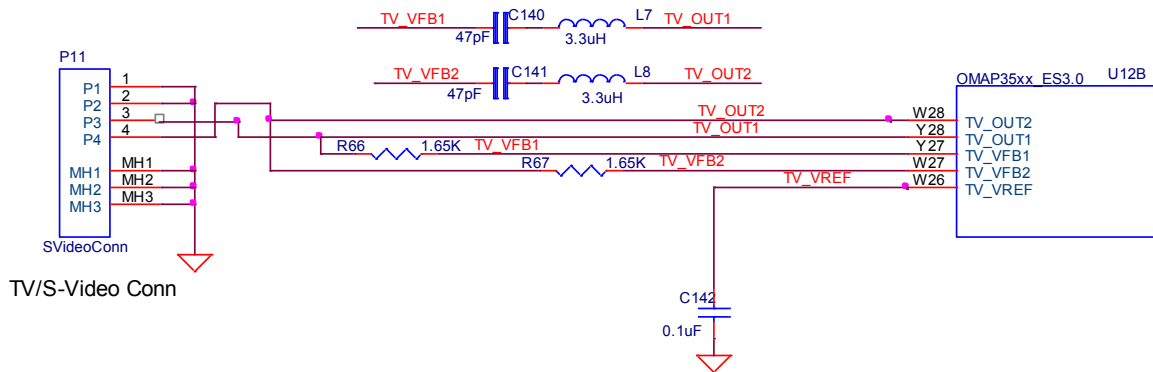 TV_VFB1 C140 L7 TV_OUT1
47pF 3.3uH
TV_VFB2 C141 L8 TV_OUT2
47pF 3.3uH
P11
OMAP35xx_ES3.0 U12B
P1 1
P2 2
P3 3
P4 4
MH1 MH1
MH2 MH2
MH3 MH3
SVideoConn
TV/S-Video Conn
TV_OUT2 W28 TV_OUT2
TV_OUT1 Y28 TV_OUT1
R66 1.65K TV_VFB1 Y27 TV_VFB1
R67 1.65K TV_VFB2 W27 TV_VFB2
TV_VREF W26 TV_VREF
C142
0.1uF